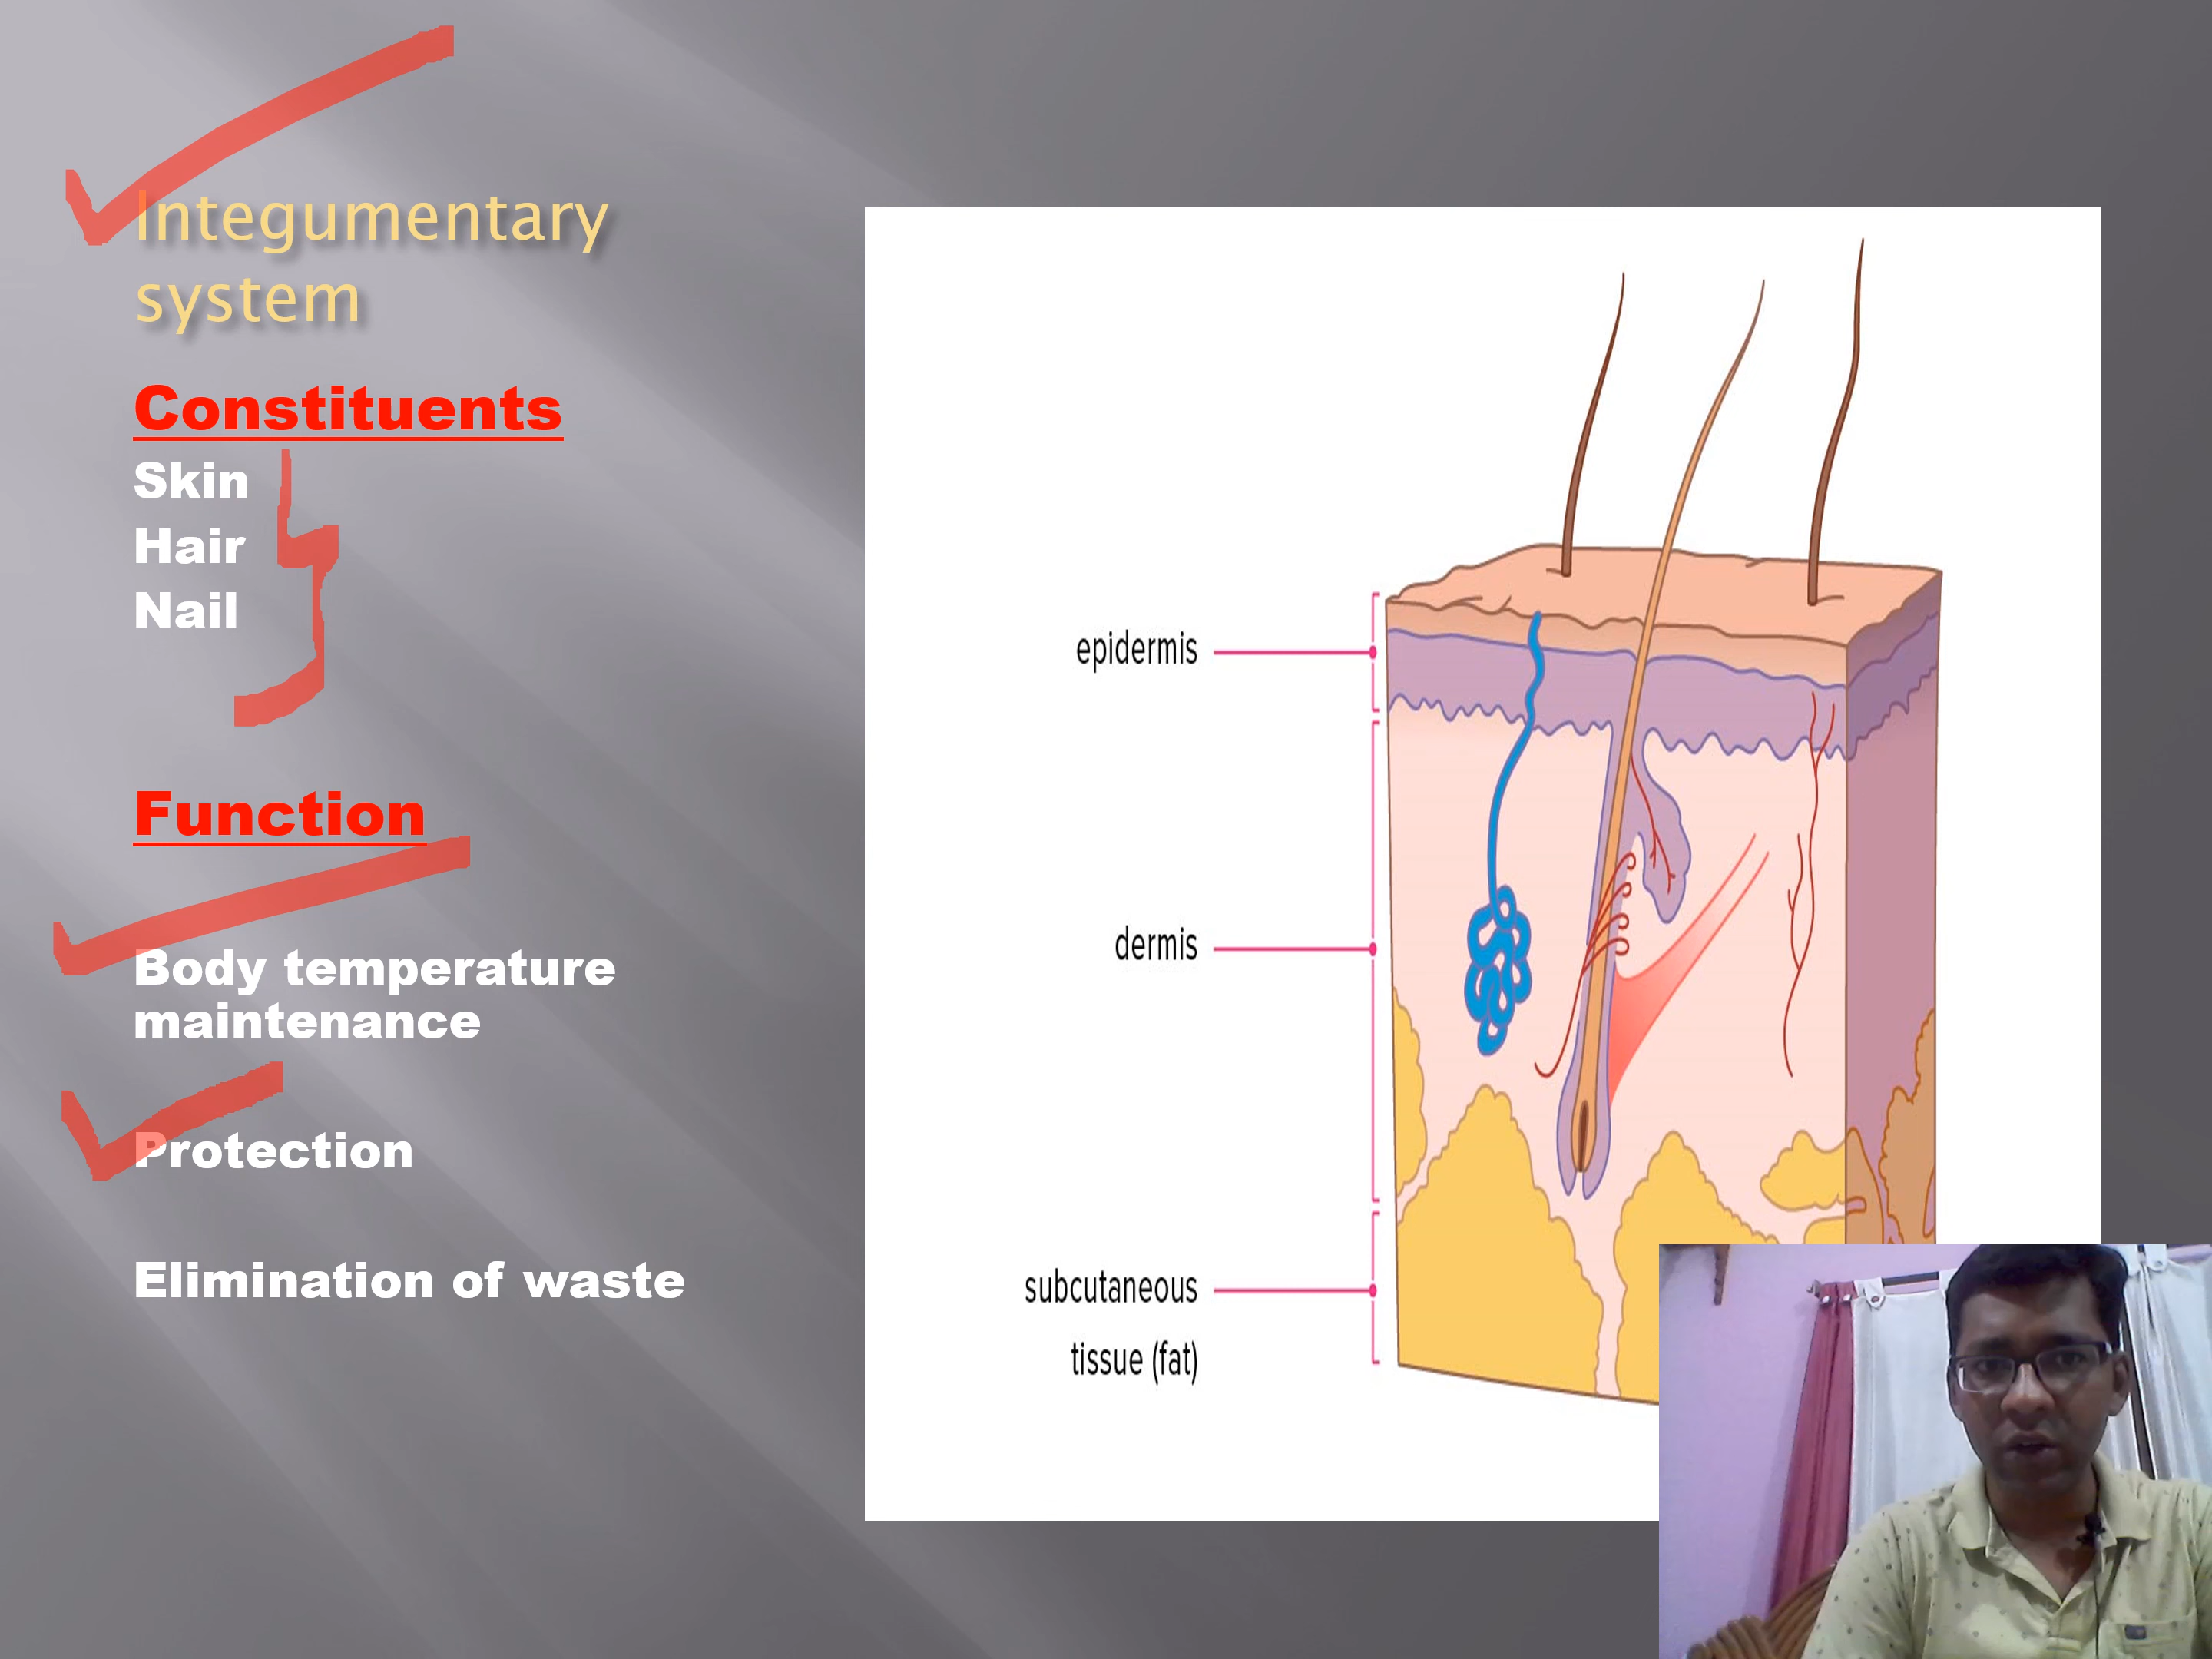 Integumentary
system
Constituents
Skin
Hair
Nail
Function
Body temperature
maintenance
Protection
Elimination of waste
epidermis
dermis
subcutaneous
tissue (fat)